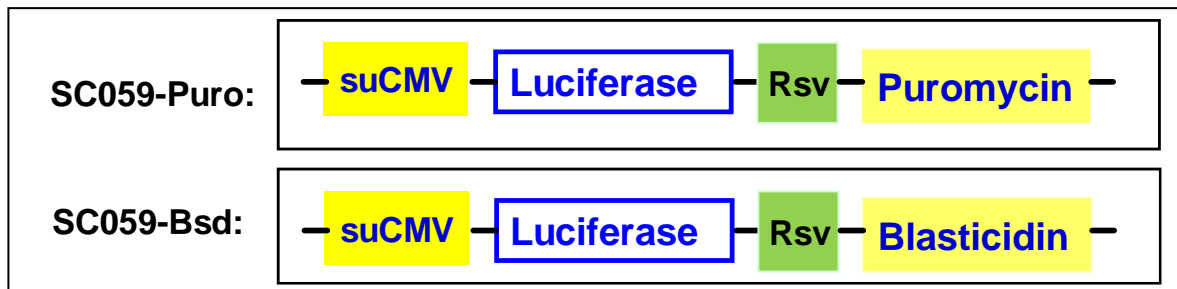 SC059-Puro: suCMV Luciferase Rsv Puromycin
SC059-Bsd: suCMV Luciferase Rsv Blasticidin